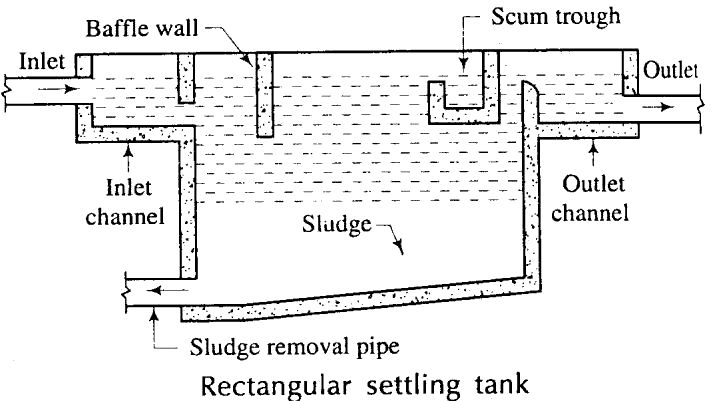 Baffle wall
Scum trough
Inlet
Outlet
Inlet
channel
Outlet
channel
Sludge
Sludge removal pipe
Rectangular settling tank